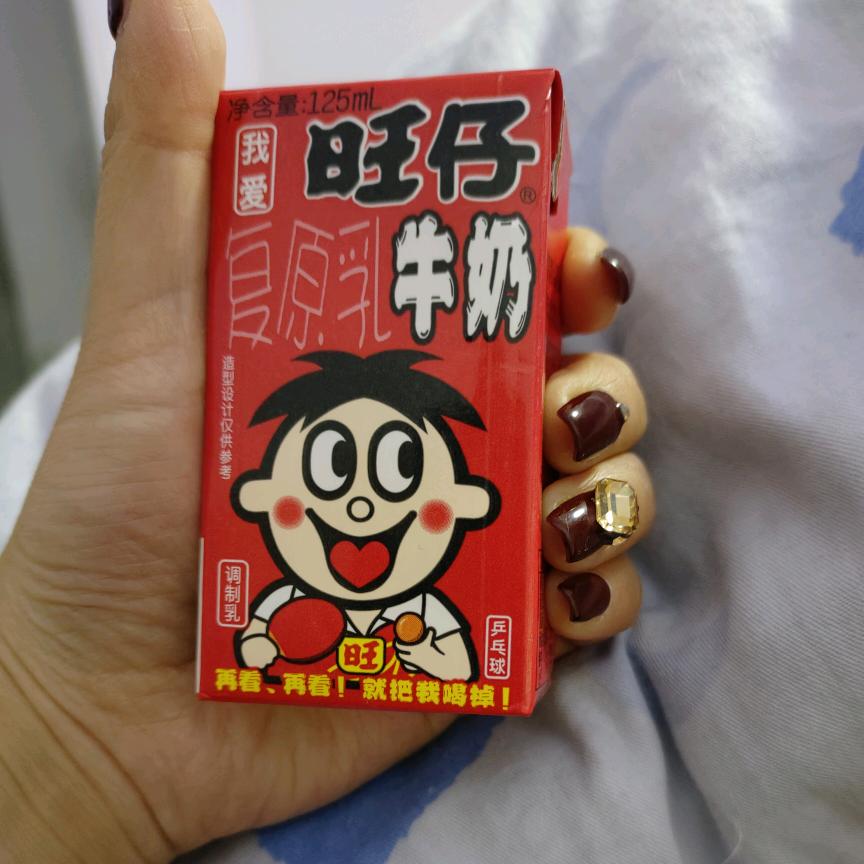 净含量:125mL
我爱
旺仔®
复原乳
牛奶
造型设计仅供参考
调制乳
旺
乒乓球
再看、再看！就把我喝掉！